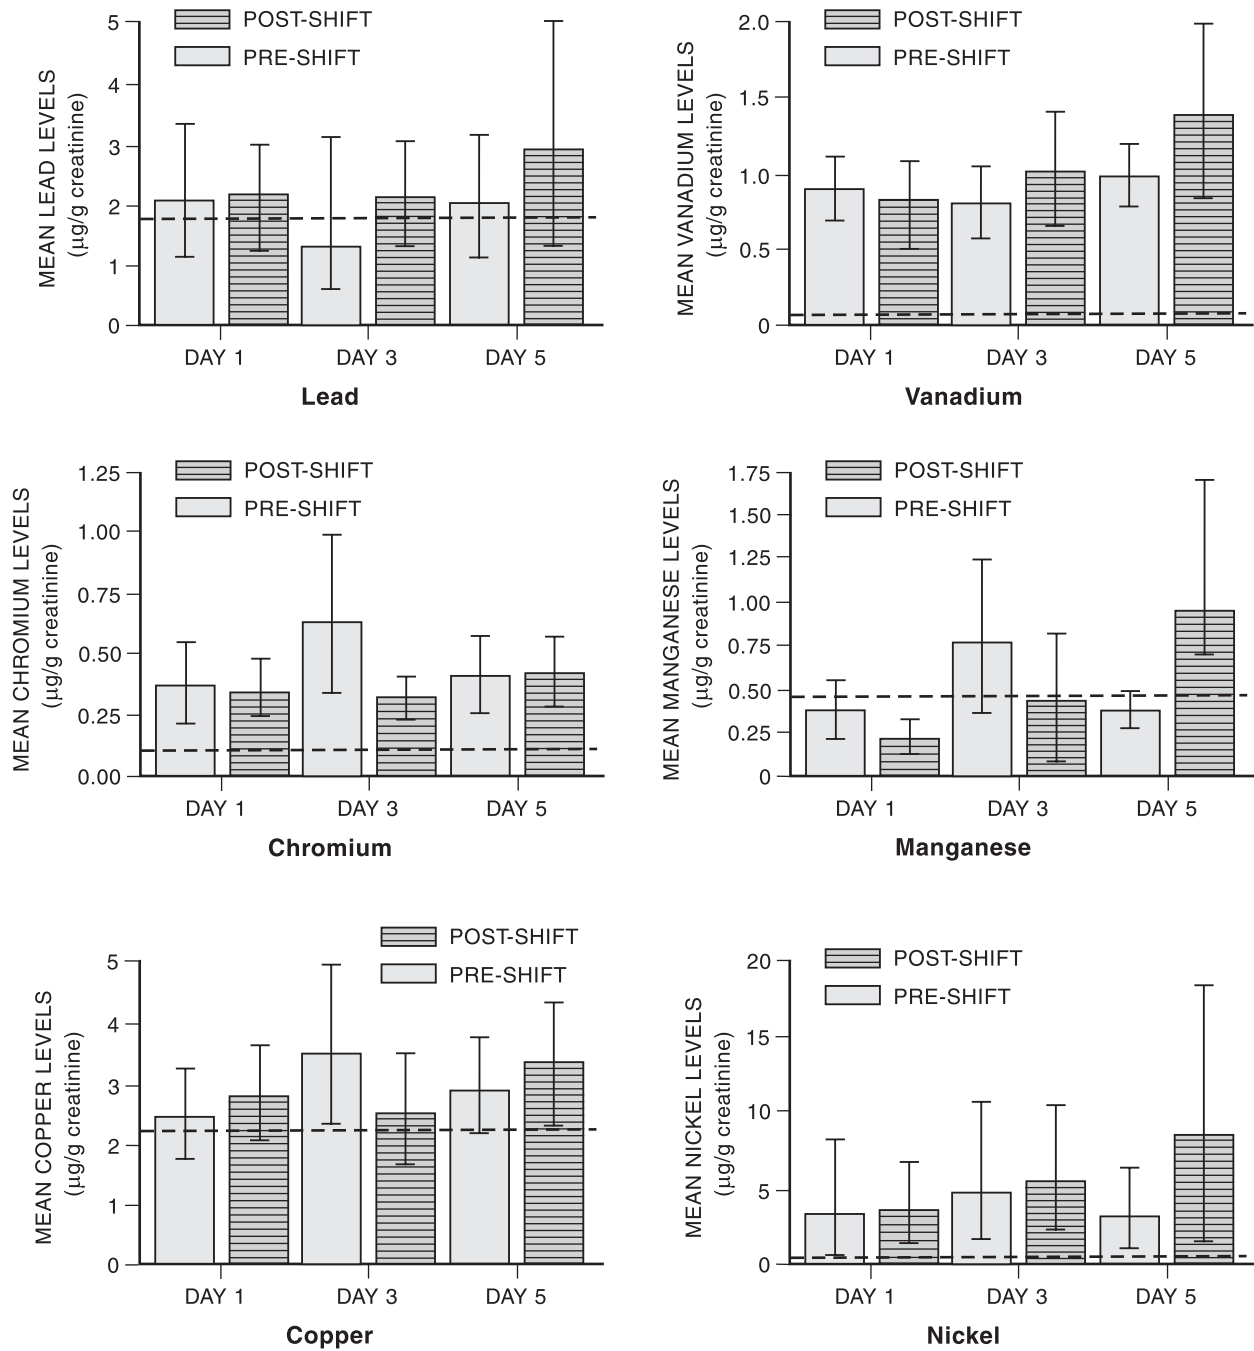 POST-SHIFT
PRE-SHIFT
MEAN LEAD LEVELS
(µg/g creatinine)
5
4
3
2
1
0
DAY 1
DAY 3
DAY 5
Lead
POST-SHIFT
PRE-SHIFT
MEAN VANADIUM LEVELS
(µg/g creatinine)
2.0
1.5
1.0
0.5
0
DAY 1
DAY 3
DAY 5
Vanadium
POST-SHIFT
PRE-SHIFT
MEAN CHROMIUM LEVELS
(µg/g creatinine)
1.25
1.00
0.75
0.50
0.25
0.00
DAY 1
DAY 3
DAY 5
Chromium
POST-SHIFT
PRE-SHIFT
MEAN MANGANESE LEVELS
(µg/g creatinine)
1.75
1.50
1.25
1.00
0.75
0.50
0.25
0
DAY 1
DAY 3
DAY 5
Manganese
POST-SHIFT
PRE-SHIFT
MEAN COPPER LEVELS
(µg/g creatinine)
5
4
3
2
1
0
DAY 1
DAY 3
DAY 5
Copper
POST-SHIFT
PRE-SHIFT
MEAN NICKEL LEVELS
(µg/g creatinine)
20
15
10
5
0
DAY 1
DAY 3
DAY 5
Nickel